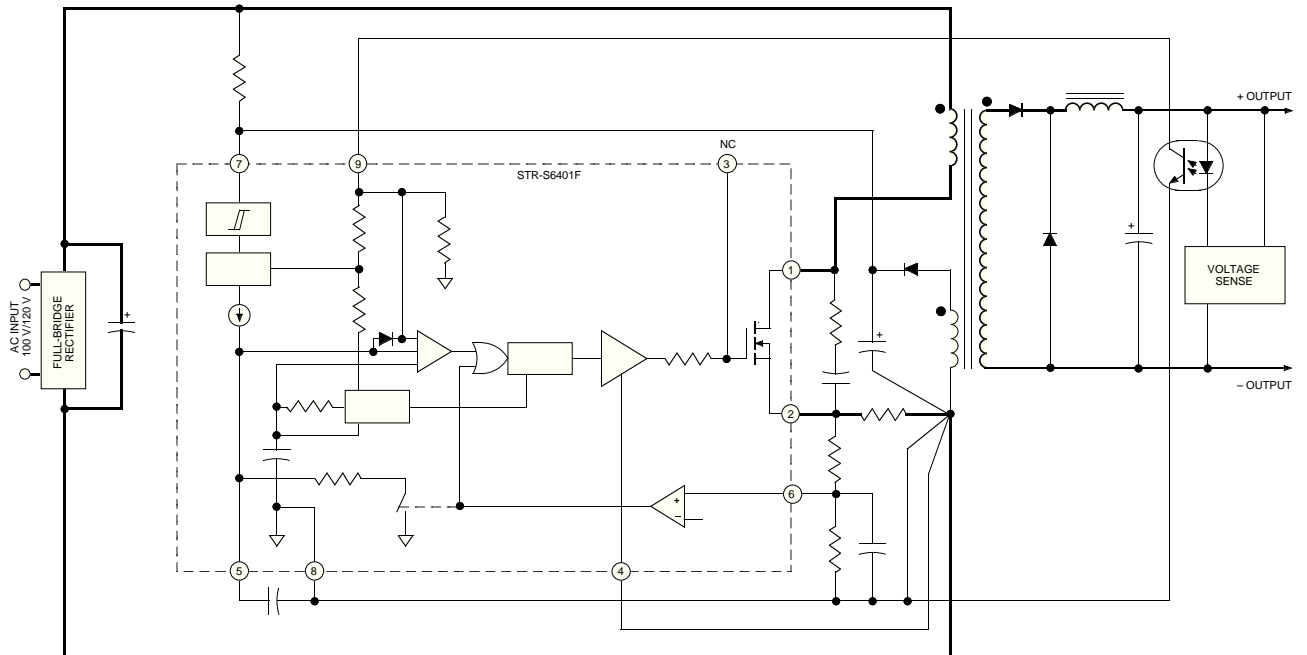 + OUTPUT
NC
7
9
3
STR-S6401F
1
VOLTAGE
SENSE
AC INPUT
100 V/120 V
FULL-BRIDGE
RECTIFIER
+
+
+
– OUTPUT
2
6
+
–
5
8
4